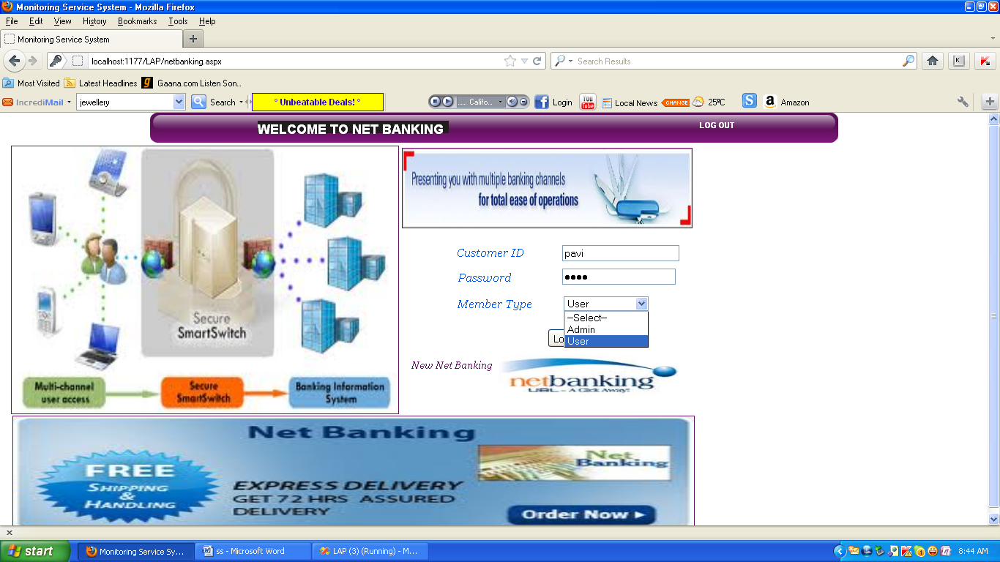 Monitoring Service System - Mozilla Firefox
File Edit View History Bookmarks Tools Help
Monitoring Service System
localhost:1177/LAP/netbanking.aspx
Search Results
Most Visited Latest Headlines Gaana.com Listen Son...
IncrediMail jewellery Search ° Unbeatable Deals! ° ...... Califo... Login You Tube Local News CHANGE 25ºC S a Amazon
WELCOME TO NET BANKING
LOG OUT
Secure
SmartSwitch
Multi-channel
user access
Secure
SmartSwitch
Banking Information
System
Presenting you with multiple banking channels
for total ease of operations
Customer ID pavi
Password ••••
Member Type User
--Select--
Admin
User
Lo
New Net Banking
netbanking
UBL - A Click Away!
Net Banking
FREE
SHIPPING
&
HANDLING
EXPRESS DELIVERY
GET 72 HRS ASSURED
DELIVERY
Net
Banking
Order Now
start Monitoring Service Sy... ss - Microsoft Word LAP (3) (Running) - M... 8:44 AM